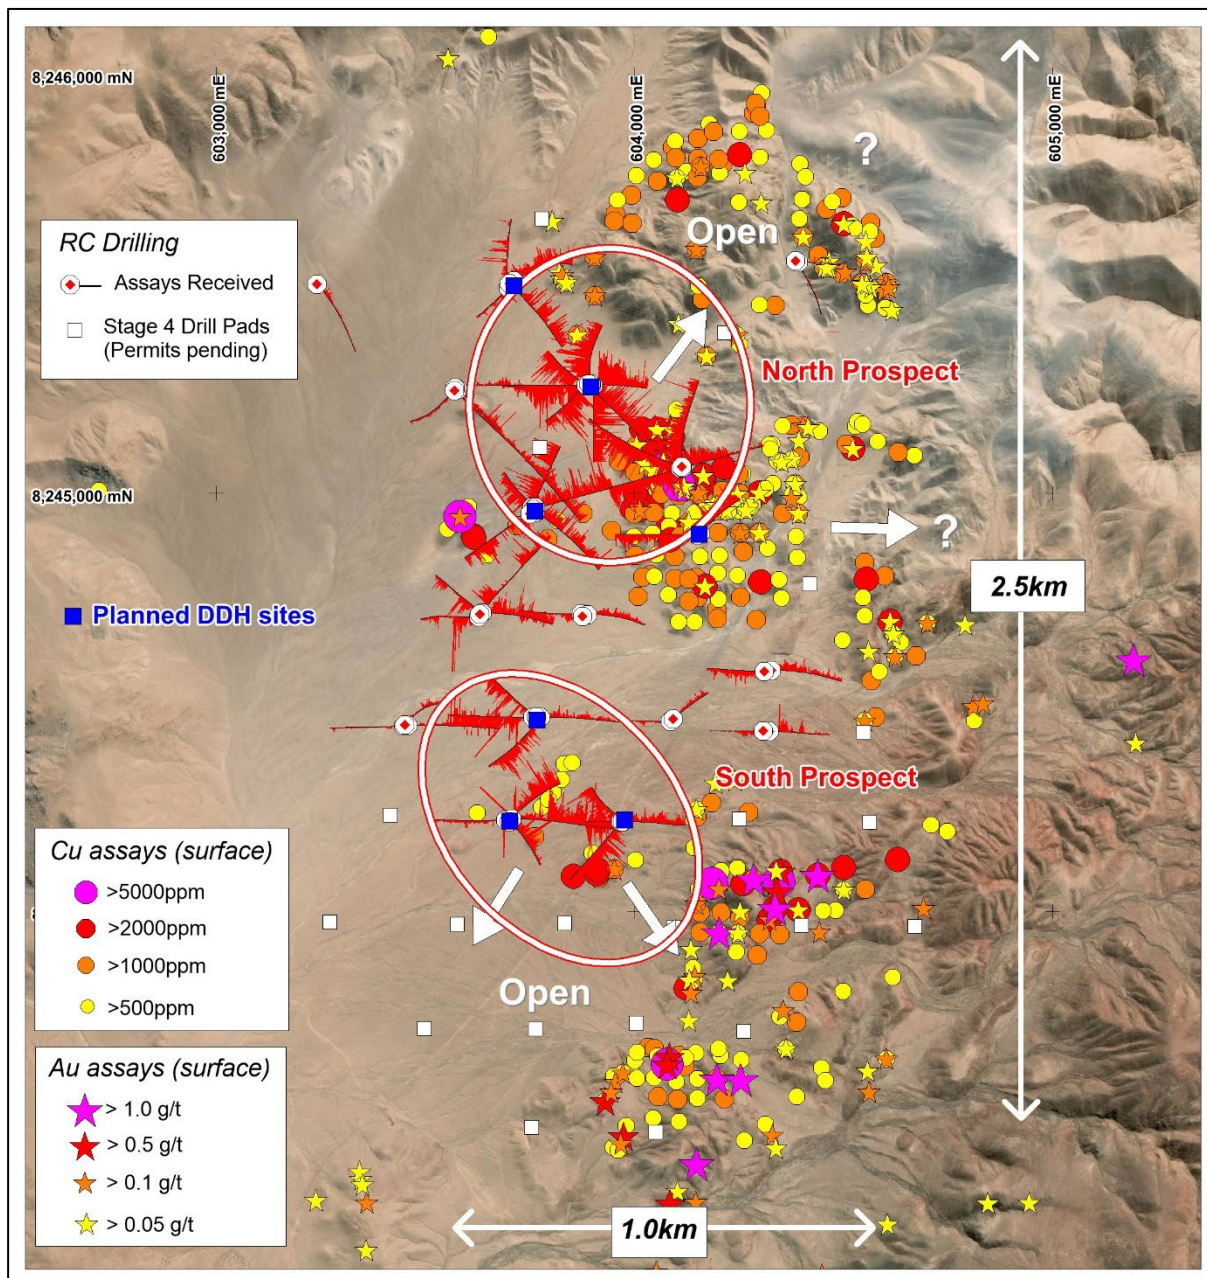 8,246,000 mN
603,000 mE
604,000 mE
605,000 mE
?
Open
RC Drilling
Assays Received
Stage 4 Drill Pads
(Permits pending)
North Prospect
8,245,000 mN
?
2.5km
Planned DDH sites
South Prospect
Cu assays (surface)
>5000ppm
>2000ppm
>1000ppm
>500ppm
Open
Au assays (surface)
> 1.0 g/t
> 0.5 g/t
> 0.1 g/t
> 0.05 g/t
1.0km